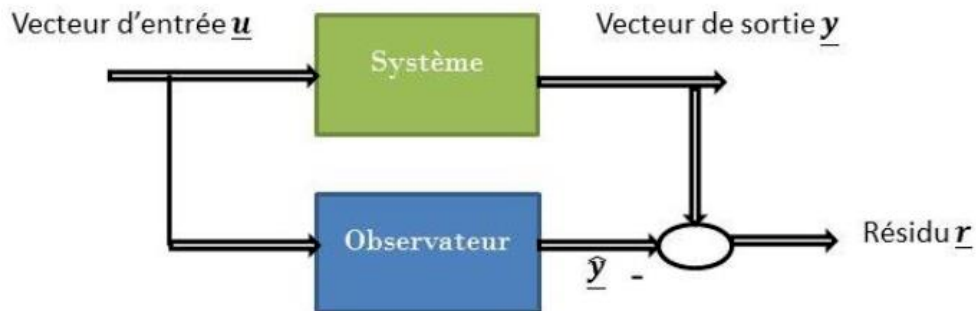 Vecteur d'entrée u
Vecteur de sortie y
Système
Observateur
Résidu r
ŷ -